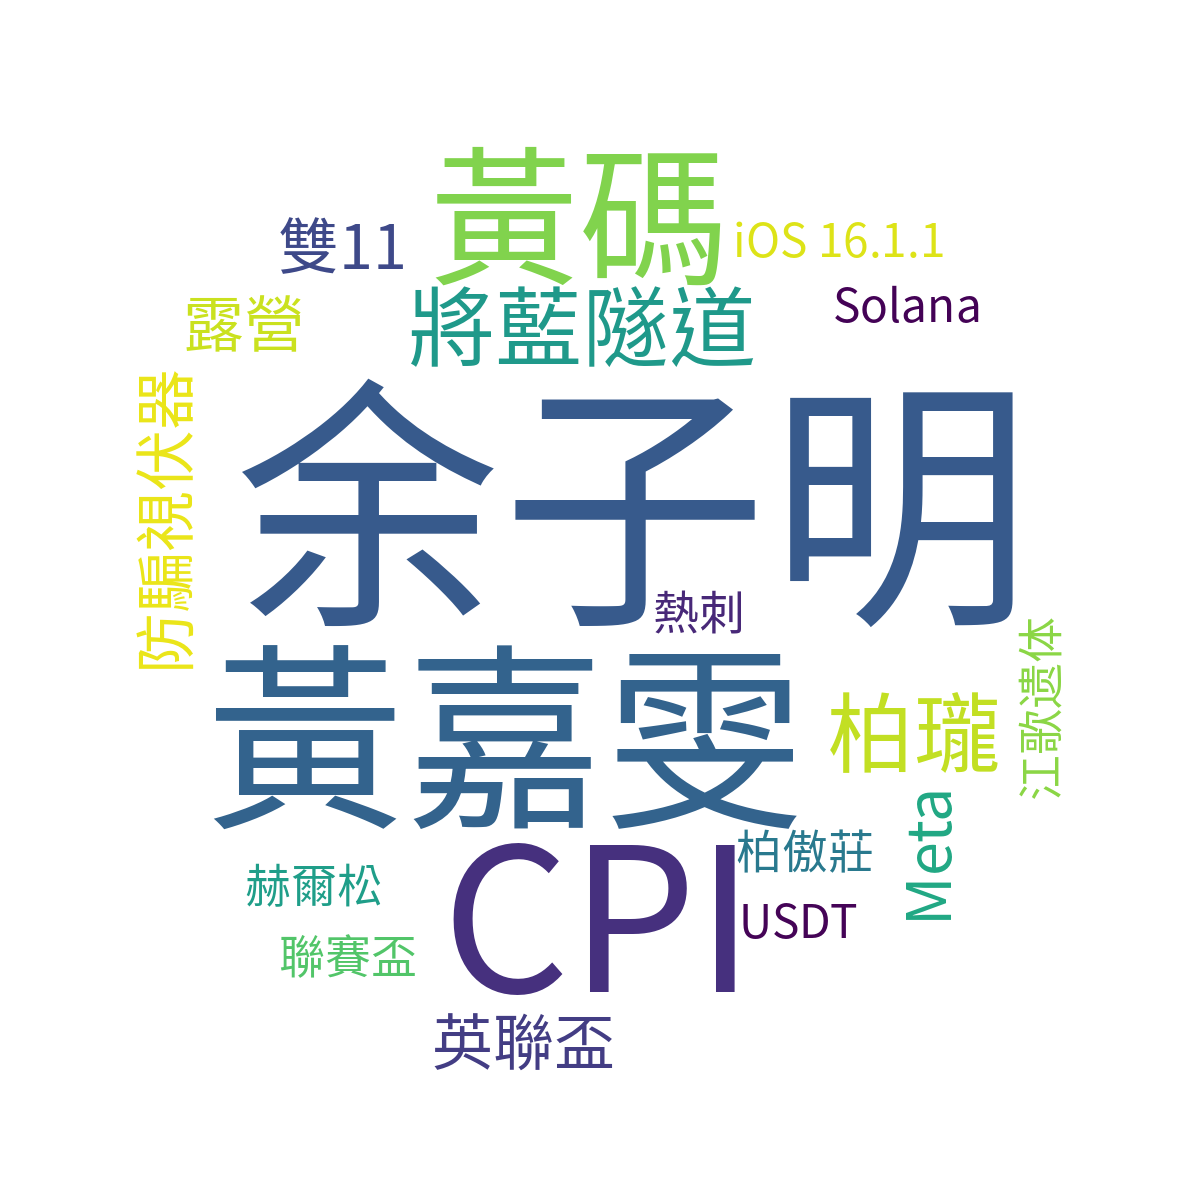 黃碼
雙11
iOS 16.1.1
Solana
露營
將藍隧道
防騙視伏器
余子明
熱刺
黃嘉雯
江歌遗体
柏瓏
Meta
柏傲莊
CPI
赫爾松
USDT
聯賽盃
英聯盃